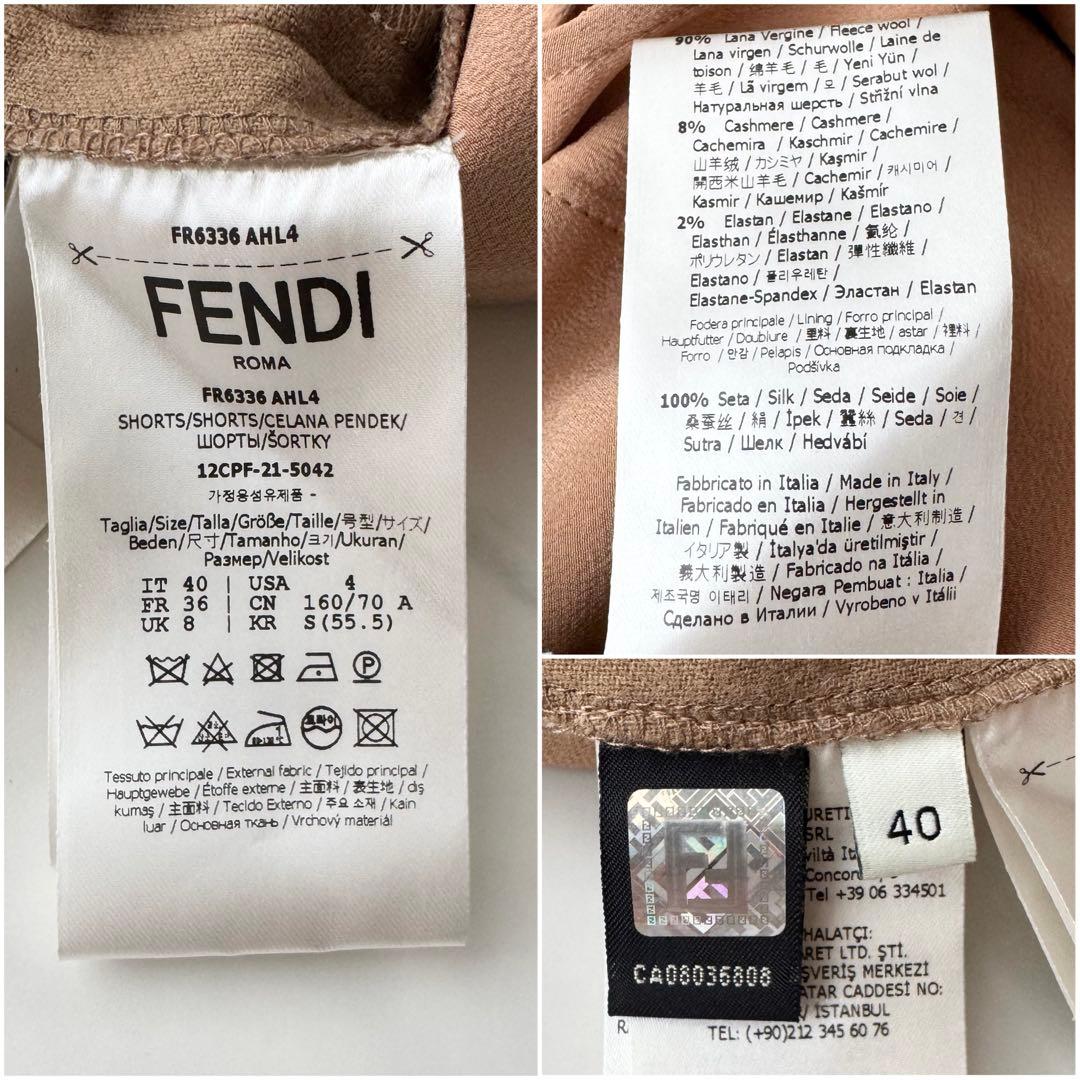 FR6336 AHL4
FENDI
ROMA
FR6336 AHL4
SHORTS/SHORTS/CELANA PENDEK/
ШОРТЫ/ŠORTKY
12CPF-21-5042
가정용섬유제품 -
Taglia/Size/Talla/Größe/Taille/号型/サイズ/
Beden/尺寸/Tamanho/크기/Ukuran/
Размер/Velikost
IT 40 | USA 4
FR 36 | CN 160/70 A
UK 8 | KR S(55.5)
드라이
Tessuto principale / External fabric / Tejido principal /
Hauptgewebe / Étoffe externe / 主面料 / 表生地 / dış
kumaş / 主面料 / Tecido Externo / 주요 소재 / Kain
luar / Основная ткань / Vrchový materiál
90% Lana Vergine / Fleece wool /
Lana virgen / Schurwolle / Laine de
toison / 绵羊毛 / 毛 / Yeni Yün /
羊毛 / Lã virgem / 모 / Serabut wol /
Натуральная шерсть / Střižní vlna
8% Cashmere / Cashmere /
Cachemira / Kaschmir / Cachemire /
山羊绒 / カシミヤ / Kaşmir /
開西米山羊毛 / Cachemir / 캐시미어 /
Kasmir / Кашемир / Kašmír
2% Elastan / Elastane / Elastano /
Elasthan / Élasthanne / 氨纶 /
ポリウレタン / Elastan / 彈性纖維 /
Elastano / 폴리우레탄 /
Elastane-Spandex / Эластан / Elastan
Fodera principale / Lining / Forro principal /
Hauptfutter / Doublure / 里料 / 裏生地 / astar / 裡料 /
Forro / 안감 / Pelapis / Основная подкладка /
Podšívka
100% Seta / Silk / Seda / Seide / Soie /
桑蚕丝 / 絹 / İpek / 蠶絲 / Seda / 견 /
Sutra / Шелк / Hedvábí
Fabbricato in Italia / Made in Italy /
Fabricado en Italia / Hergestellt in
Italien / Fabriqué en Italie / 意大利制造 /
イタリア製 / İtalya'da üretilmiştir /
義大利製造 / Fabricado na Itália /
제조국명 이태리 / Negara Pembuat : Italia /
Сделано в Италии / Vyrobeno v Itálii
40
CA08036808
SRL
Tel +39 06 334501
LTD. ŞTİ.
MERKEZİ
CADDESİ NO:
/ İSTANBUL
TEL: (+90)212 345 60 76